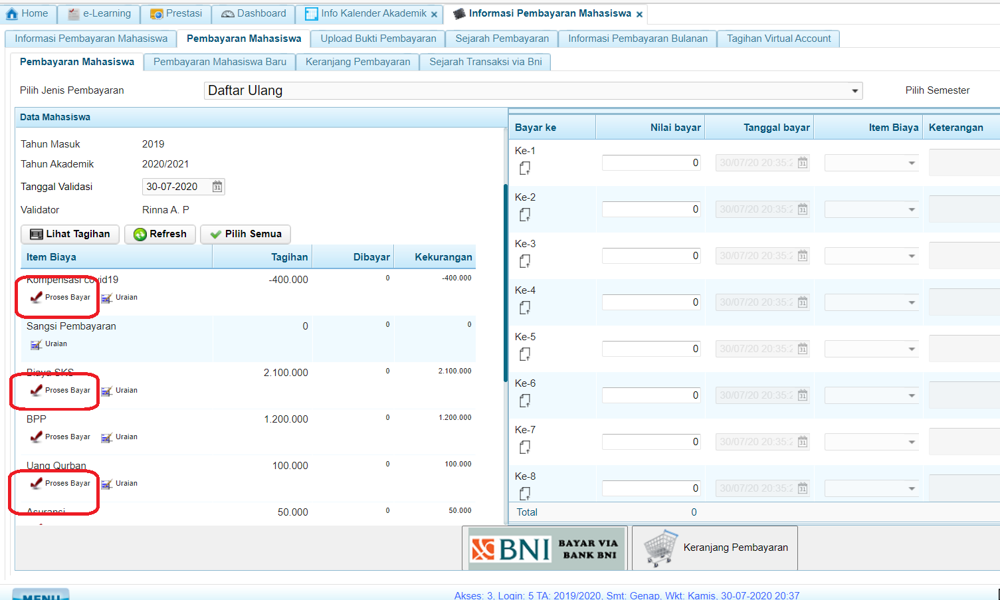 Home e-Learning Prestasi Dashboard Info Kalender Akademik Informasi Pembayaran Mahasiswa
Informasi Pembayaran Mahasiswa Pembayaran Mahasiswa Upload Bukti Pembayaran Sejarah Pembayaran Informasi Pembayaran Bulanan Tagihan Virtual Account
Pembayaran Mahasiswa Pembayaran Mahasiswa Baru Keranjang Pembayaran Sejarah Transaksi via Bni
Pilih Jenis Pembayaran Daftar Ulang Pilih Semester
Data Mahasiswa
Tahun Masuk 2019
Tahun Akademik 2020/2021
Tanggal Validasi 30-07-2020
Validator Rinna A. P
Lihat Tagihan Refresh Pilih Semua
Item Biaya Tagihan Dibayar Kekurangan
Kompensasi covid19 -400.000 0 -400.000
Proses Bayar Uraian
Sangsi Pembayaran 0 0 0
Uraian
Biaya SKS 2.100.000 0 2.100.000
Proses Bayar Uraian
BPP 1.200.000 0 1.200.000
Proses Bayar Uraian
Uang Qurban 100.000 0 100.000
Proses Bayar Uraian
Asuransi 50.000 0 50.000
Bayar ke Nilai bayar Tanggal bayar Item Biaya Keterangan
Ke-1 0 30/07/20 20:35:2
Ke-2 0 30/07/20 20:35:2
Ke-3 0 30/07/20 20:35:2
Ke-4 0 30/07/20 20:35:2
Ke-5 0 30/07/20 20:35:2
Ke-6 0 30/07/20 20:35:2
Ke-7 0 30/07/20 20:35:2
Ke-8 0 30/07/20 20:35:2
Total 0
BNI BAYAR VIA
BANK BNI
Keranjang Pembayaran
MENU
Akses: 3, Login: 5 TA: 2019/2020, Smt: Genap, Wkt: Kamis, 30-07-2020 20:37